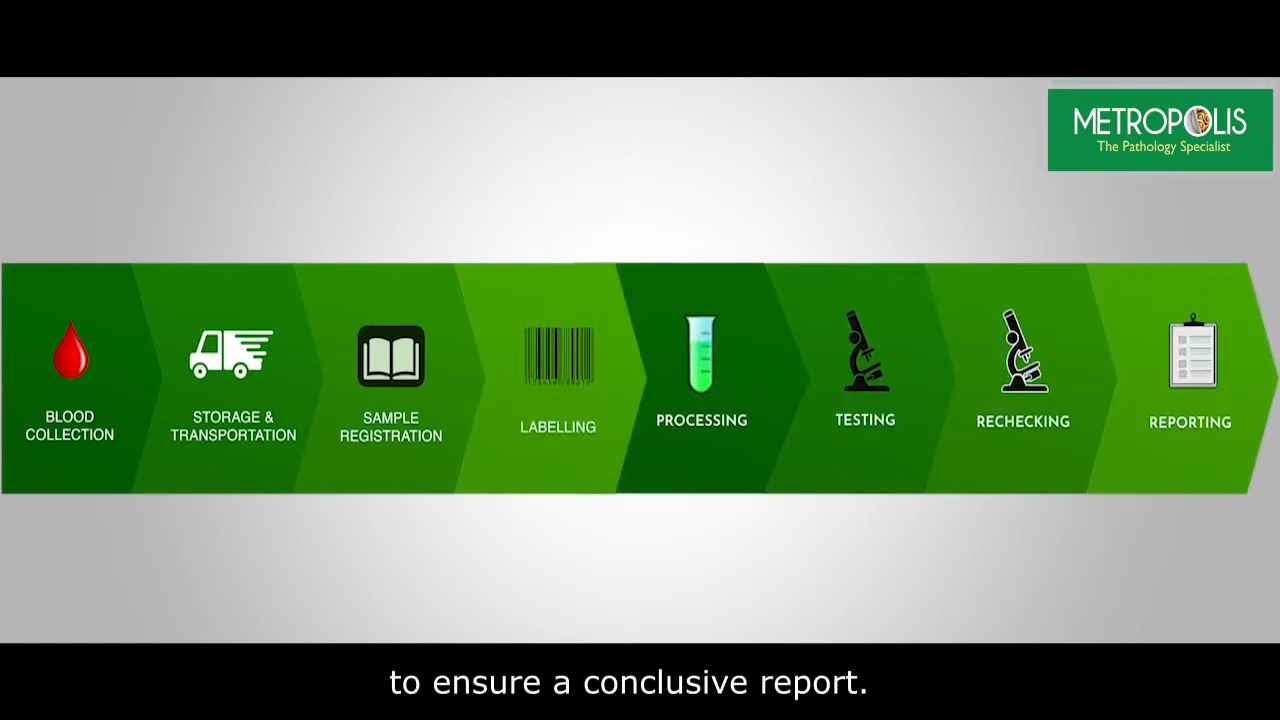 METROPOLIS
The Pathology Specialist
BLOOD
COLLECTION
STORAGE &
TRANSPORTATION
SAMPLE
REGISTRATION
LABELLING
PROCESSING
TESTING
RECHECKING
REPORTING
to ensure a conclusive report.